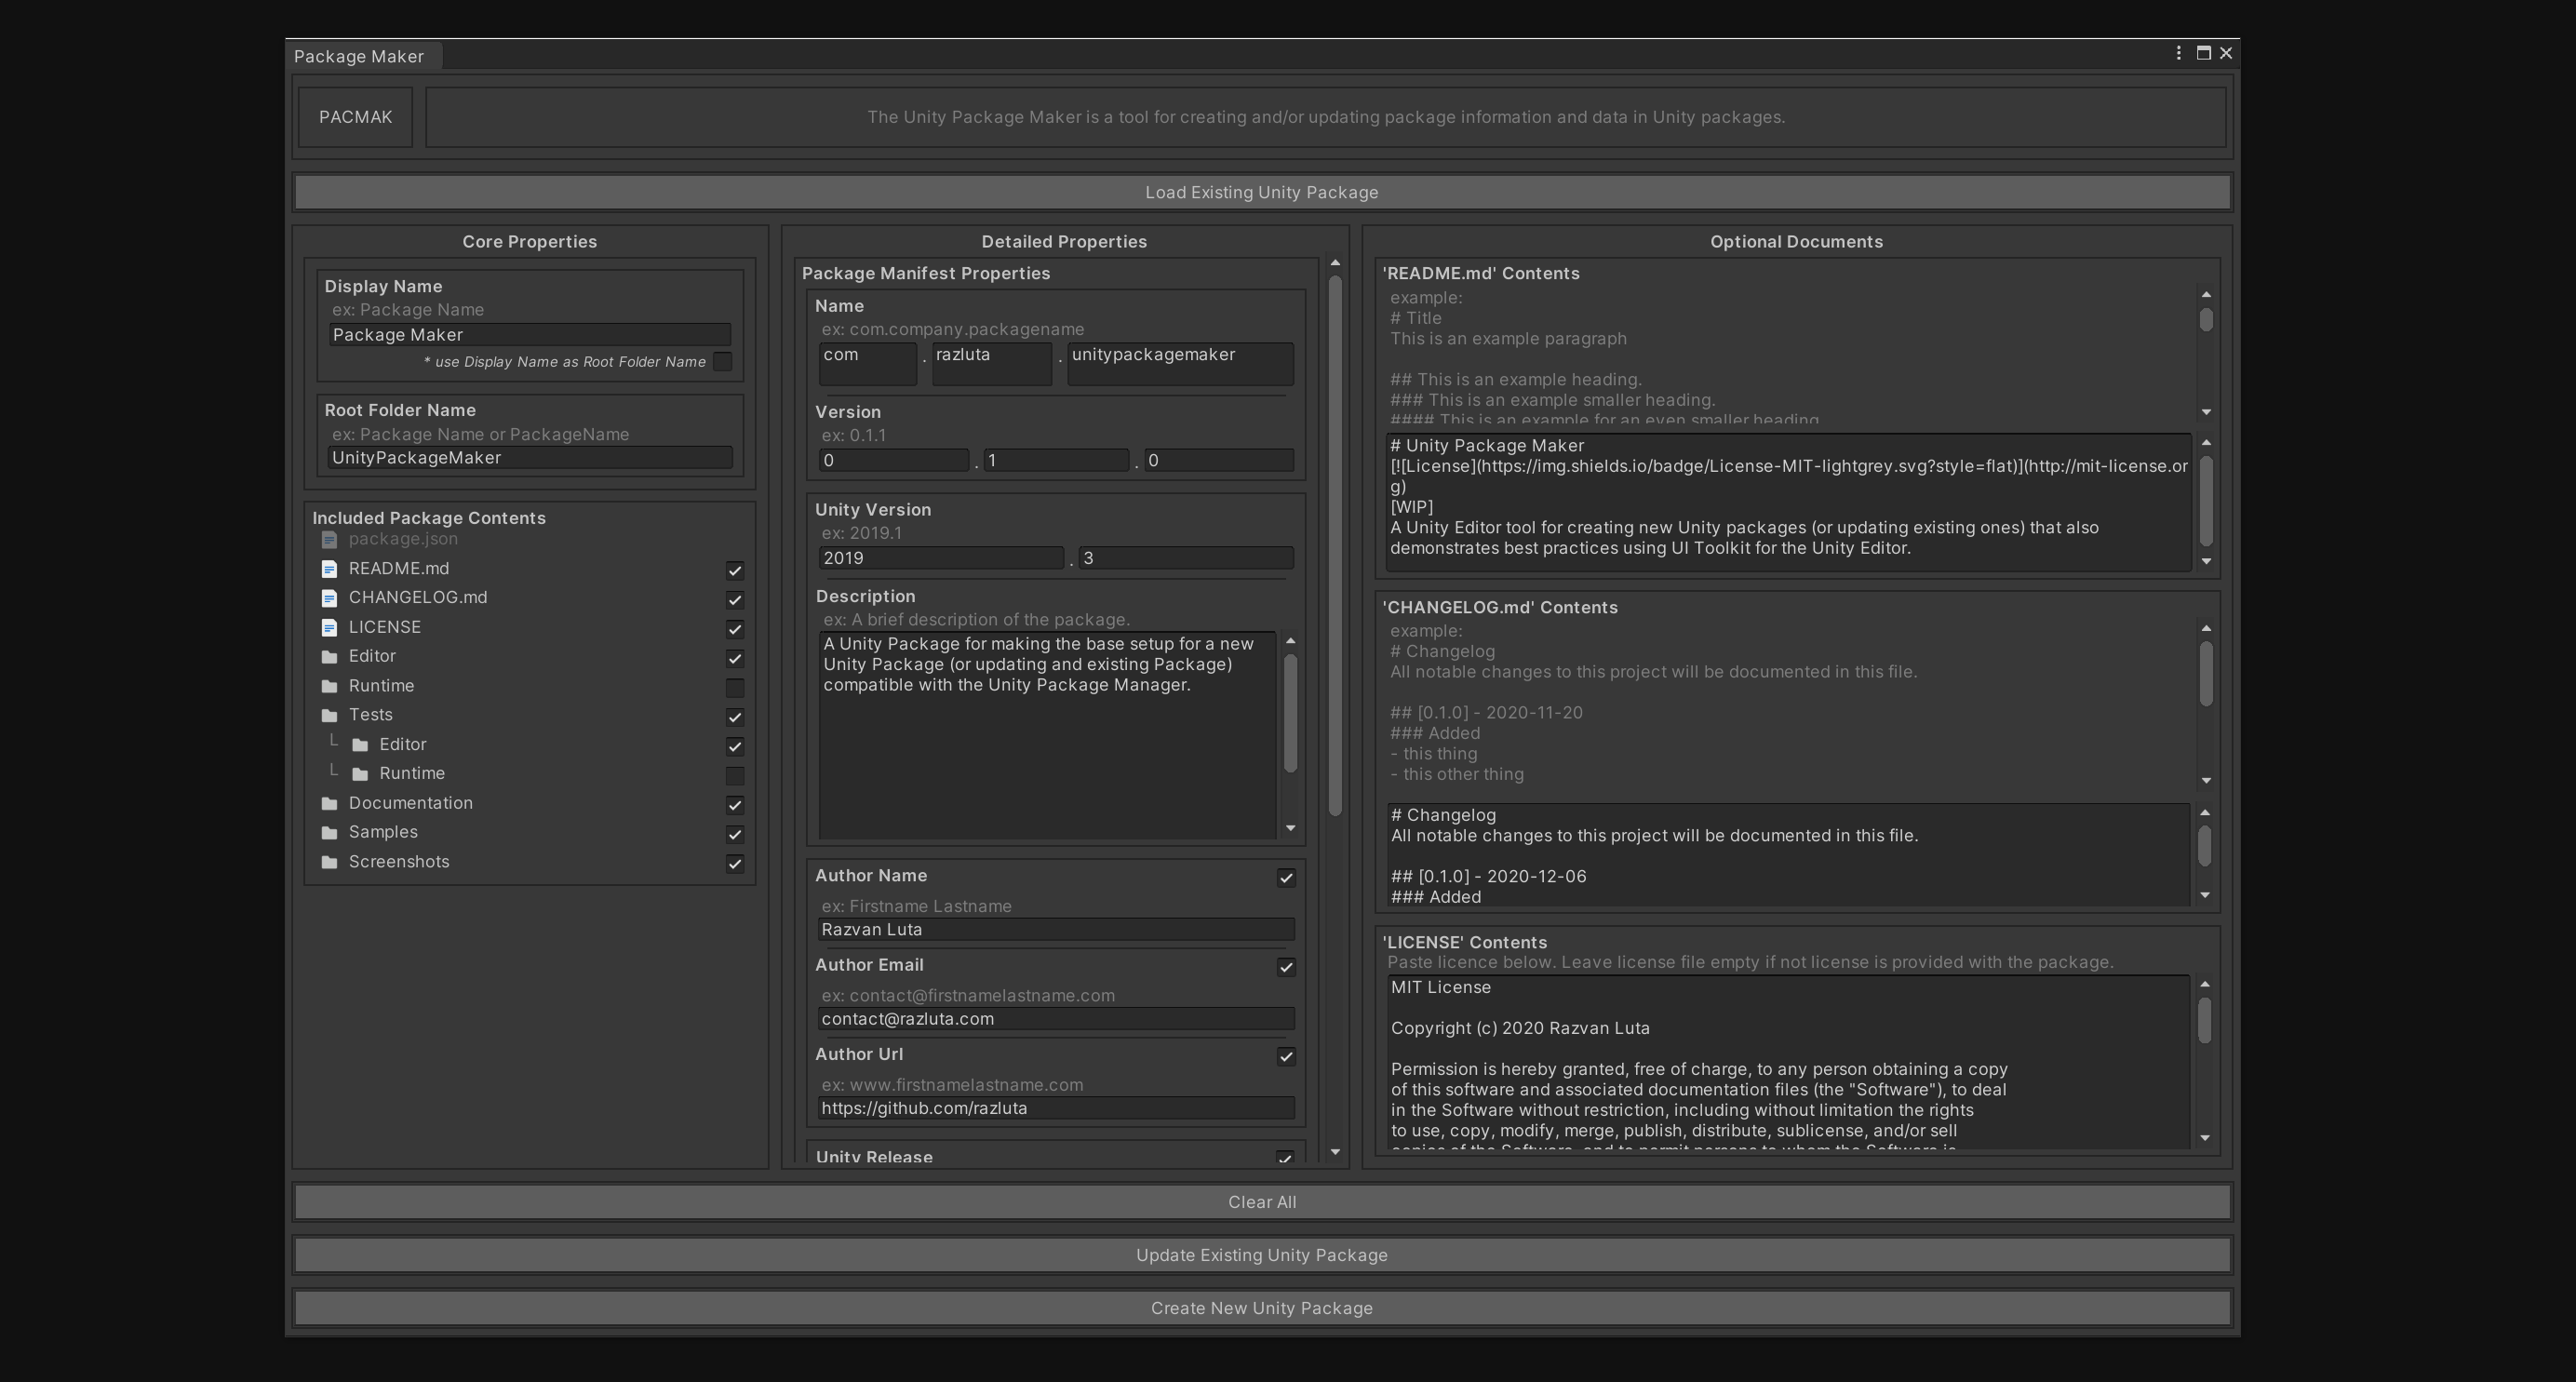 Package Maker
PACMAK
The Unity Package Maker is a tool for creating and/or updating package information and data in Unity packages.
Load Existing Unity Package
Core Properties
Display Name
ex: Package Name
Package Maker
* use Display Name as Root Folder Name
Root Folder Name
ex: Package Name or PackageName
UnityPackageMaker
Included Package Contents
package.json
README.md
CHANGELOG.md
LICENSE
Editor
Runtime
Tests
Editor
Runtime
Documentation
Samples
Screenshots
Detailed Properties
Package Manifest Properties
Name
ex: com.company.packagename
com . razluta . unitypackagemaker
Version
ex: 0.1.1
0 . 1 . 0
Unity Version
ex: 2019.1
2019 . 3
Description
ex: A brief description of the package.
A Unity Package for making the base setup for a new
Unity Package (or updating and existing Package)
compatible with the Unity Package Manager.
Author Name
ex: Firstname Lastname
Razvan Luta
Author Email
ex: contact@firstnamelastname.com
contact@razluta.com
Author Url
ex: www.firstnamelastname.com
https://github.com/razluta
Unity Release
Optional Documents
'README.md' Contents
example:
# Title
This is an example paragraph
## This is an example heading.
### This is an example smaller heading.
#### This is an example for an even smaller heading
# Unity Package Maker
[![License](https://img.shields.io/badge/License-MIT-lightgrey.svg?style=flat)](http://mit-license.or
g)
[WIP]
A Unity Editor tool for creating new Unity packages (or updating existing ones) that also
demonstrates best practices using UI Toolkit for the Unity Editor.
'CHANGELOG.md' Contents
example:
# Changelog
All notable changes to this project will be documented in this file.
## [0.1.0] - 2020-11-20
### Added
- this thing
- this other thing
# Changelog
All notable changes to this project will be documented in this file.
## [0.1.0] - 2020-12-06
### Added
'LICENSE' Contents
Paste licence below. Leave license file empty if not license is provided with the package.
MIT License
Copyright (c) 2020 Razvan Luta
Permission is hereby granted, free of charge, to any person obtaining a copy
of this software and associated documentation files (the "Software"), to deal
in the Software without restriction, including without limitation the rights
to use, copy, modify, merge, publish, distribute, sublicense, and/or sell
copies of the Software, and to permit persons to whom the Software is
Clear All
Update Existing Unity Package
Create New Unity Package